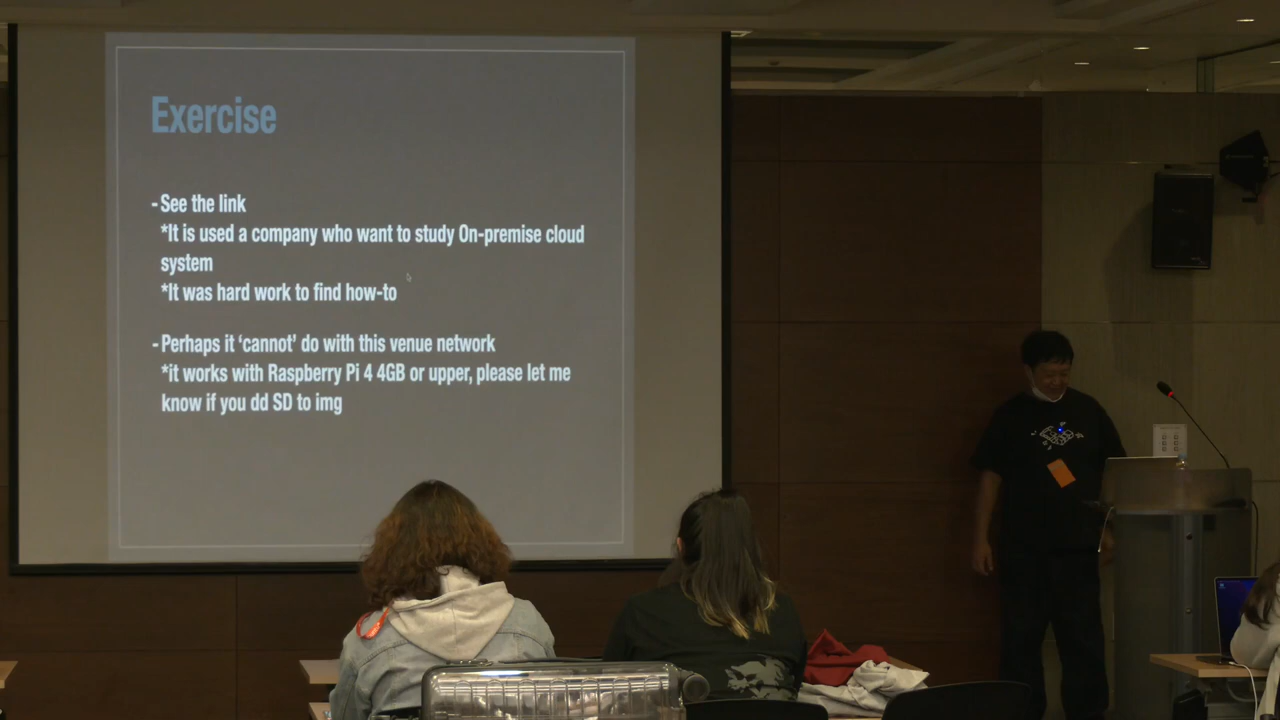 Exercise
- See the link
*It is used a company who want to study On-premise cloud
system
*It was hard work to find how-to
- Perhaps it ‘cannot’ do with this venue network
*it works with Raspberry Pi 4 4GB or upper, please let me
know if you dd SD to img